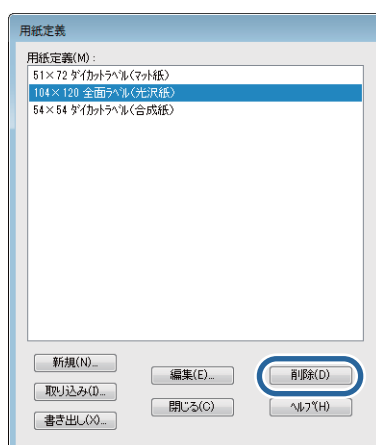 用紙定義
用紙定義(M):
51×72 ダイカットラベル(マット紙)
104×120 全面ラベル(光沢紙)
54×54 ダイカットラベル(合成紙)
新規(N)...
編集(E)...
削除(D)
取り込み(I)...
閉じる(C)
ヘルプ(H)
書き出し(X)...